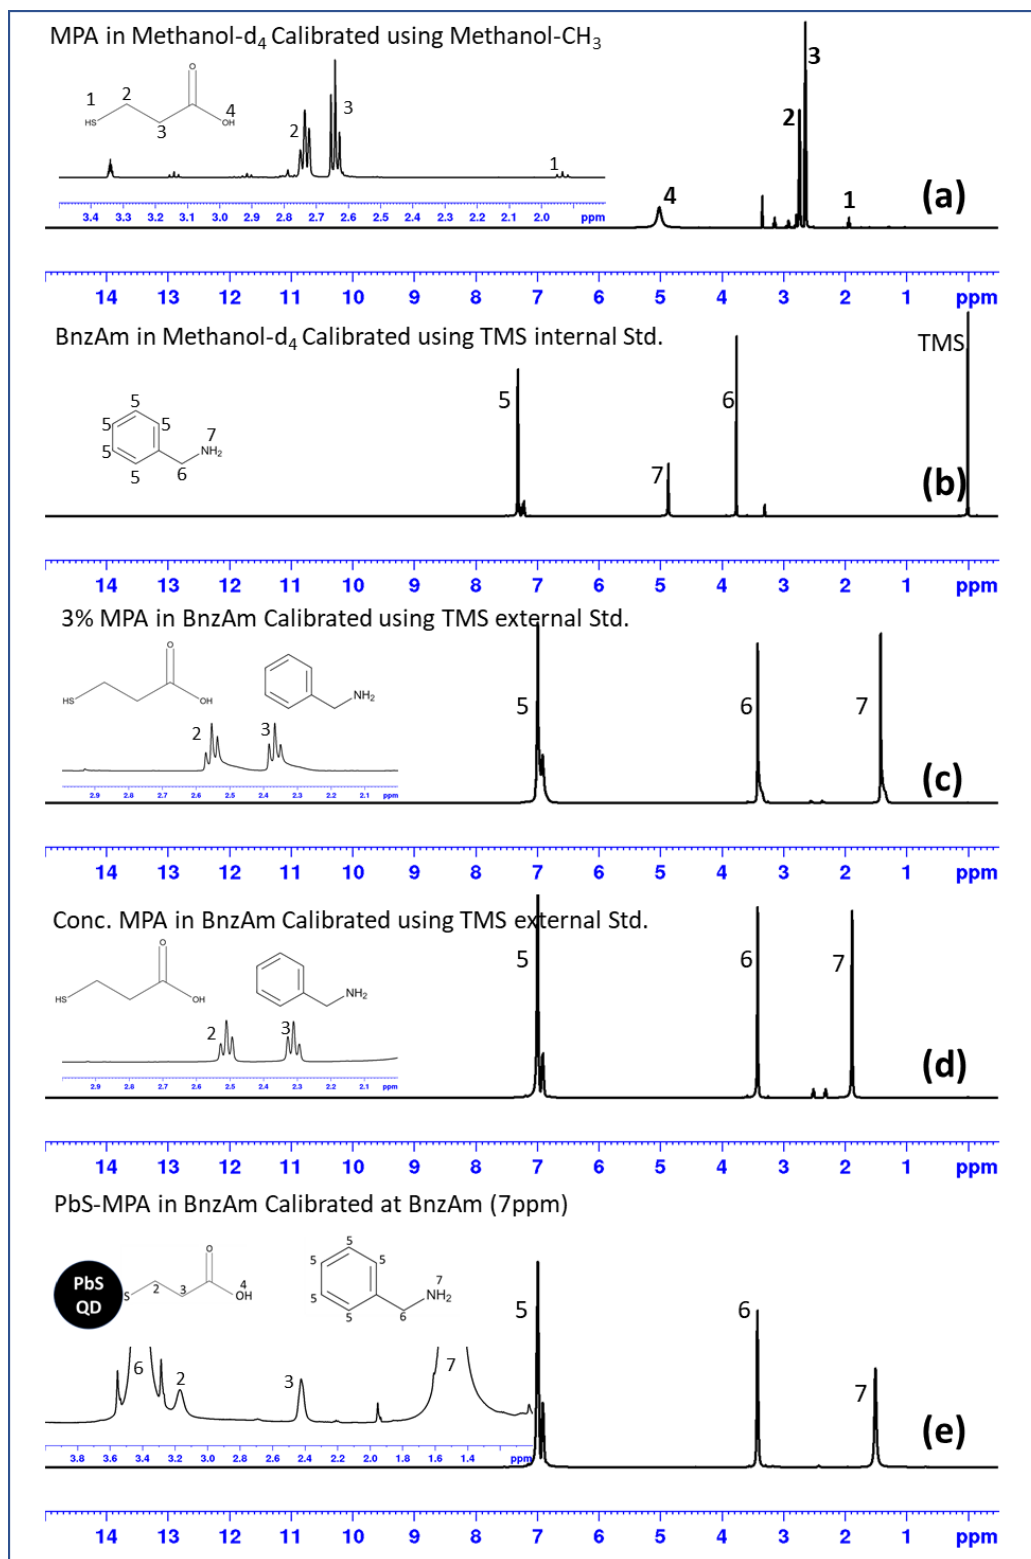 MPA in Methanol-d4 Calibrated using Methanol-CH3
O
1 2 3 4
HS OH
2 3 1
3.4 3.3 3.2 3.1 3.0 2.9 2.8 2.7 2.6 2.5 2.4 2.3 2.2 2.1 2.0 ppm
4 2 3 1
(a)
14 13 12 11 10 9 8 7 6 5 4 3 2 1 ppm
BnzAm in Methanol-d4 Calibrated using TMS internal Std.
TMS
5 5 5 5 5 6 7
NH2
5 7 6
(b)
14 13 12 11 10 9 8 7 6 5 4 3 2 1 ppm
3% MPA in BnzAm Calibrated using TMS external Std.
O
HS OH NH2
2 3
2.9 2.8 2.7 2.6 2.5 2.4 2.3 2.2 2.1 ppm
5 6 7
(c)
14 13 12 11 10 9 8 7 6 5 4 3 2 1 ppm
Conc. MPA in BnzAm Calibrated using TMS external Std.
O
HS OH NH2
2 3
2.9 2.8 2.7 2.6 2.5 2.4 2.3 2.2 2.1 ppm
5 6 7
(d)
14 13 12 11 10 9 8 7 6 5 4 3 2 1 ppm
PbS-MPA in BnzAm Calibrated at BnzAm (7ppm)
O
PbS
QD
S 2 3 4 OH
5 5 5 5 5 6 7 NH2
6 2 3 7
3.8 3.6 3.4 3.2 3.0 2.8 2.6 2.4 2.2 2.0 1.8 1.6 1.4 ppm
5 6 7
(e)
14 13 12 11 10 9 8 7 6 5 4 3 2 1 ppm